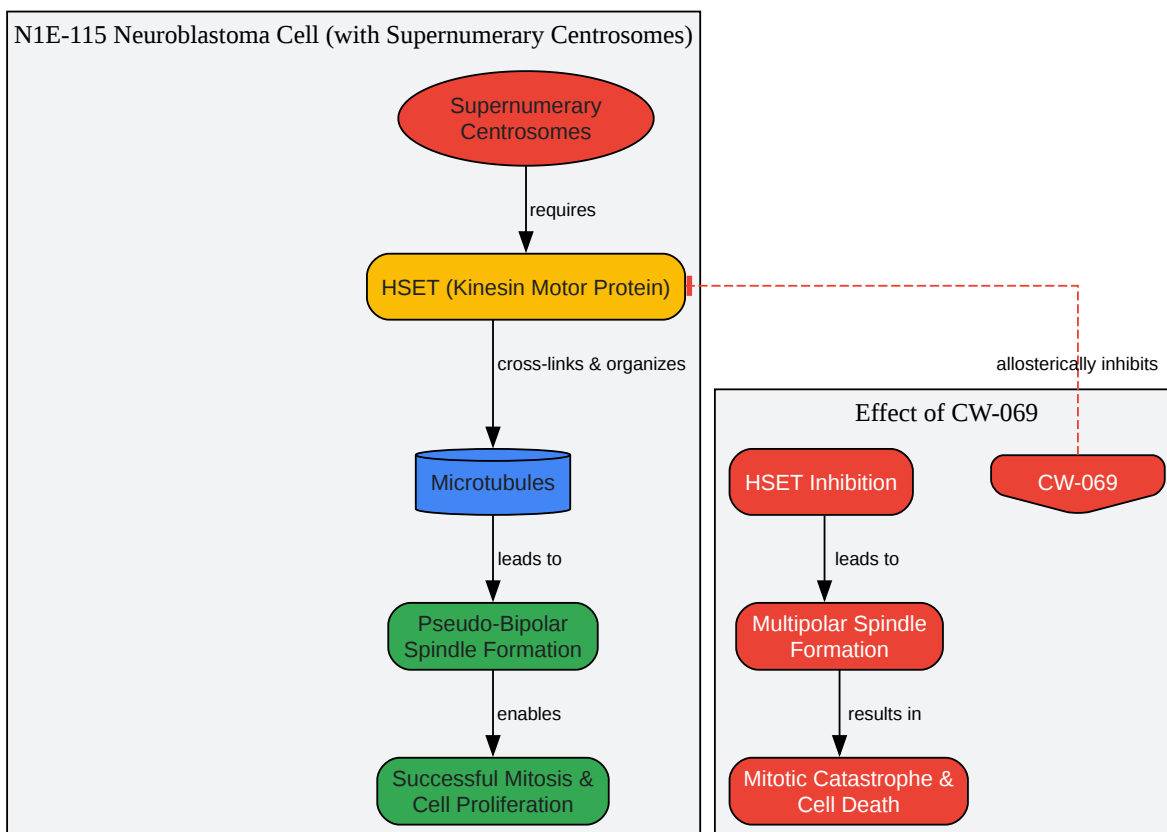 N1E-115 Neuroblastoma Cell (with Supernumerary Centrosomes)
Supernumerary
Centrosomes
requires
HSET (Kinesin Motor Protein)
cross-links & organizes
allosterically inhibits
Microtubules
leads to
Pseudo-Bipolar
Spindle Formation
enables
Successful Mitosis &
Cell Proliferation
Effect of CW-069
HSET Inhibition
CW-069
leads to
Multipolar Spindle
Formation
results in
Mitotic Catastrophe &
Cell Death